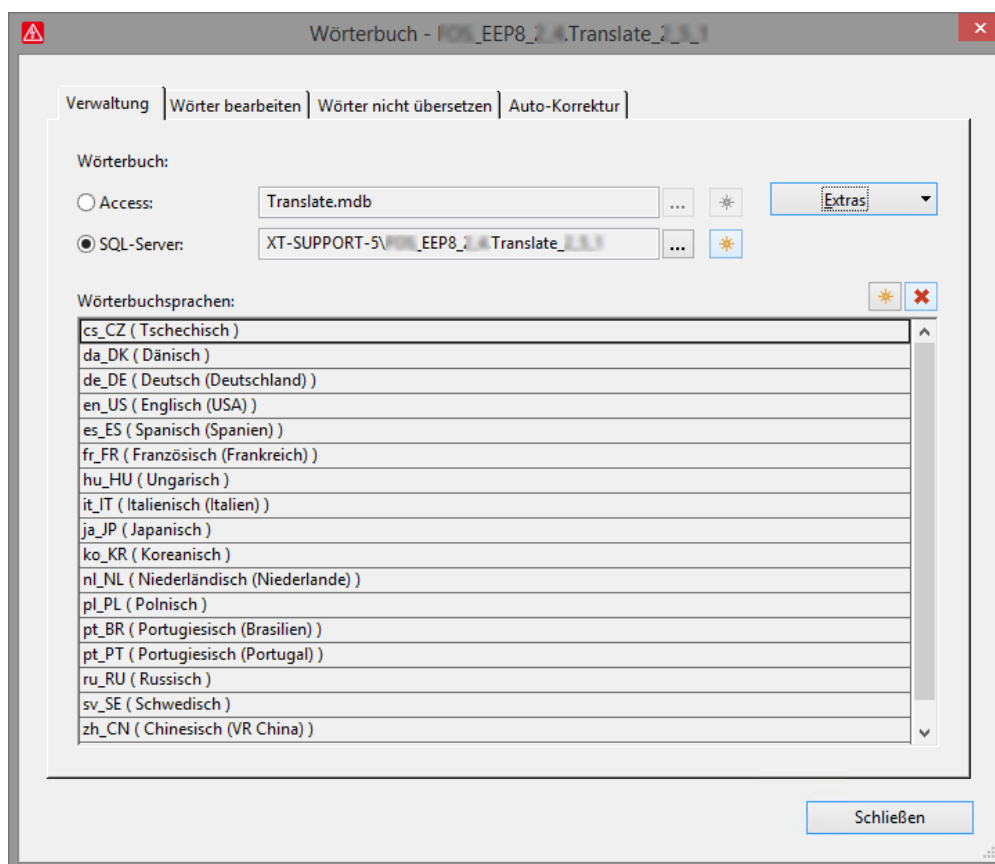 Wörterbuch - _EEP8_ .Translate_
Verwaltung Wörter bearbeiten Wörter nicht übersetzen Auto-Korrektur
Wörterbuch:
Access: Translate.mdb ... Extras
SQL-Server: XT-SUPPORT-5\ _EEP8_ .Translate_ ...
Wörterbuchsprachen:
cs_CZ ( Tschechisch )
da_DK ( Dänisch )
de_DE ( Deutsch (Deutschland) )
en_US ( Englisch (USA) )
es_ES ( Spanisch (Spanien) )
fr_FR ( Französisch (Frankreich) )
hu_HU ( Ungarisch )
it_IT ( Italienisch (Italien) )
ja_JP ( Japanisch )
ko_KR ( Koreanisch )
nl_NL ( Niederländisch (Niederlande) )
pl_PL ( Polnisch )
pt_BR ( Portugiesisch (Brasilien) )
pt_PT ( Portugiesisch (Portugal) )
ru_RU ( Russisch )
sv_SE ( Schwedisch )
zh_CN ( Chinesisch (VR China) )
Schließen